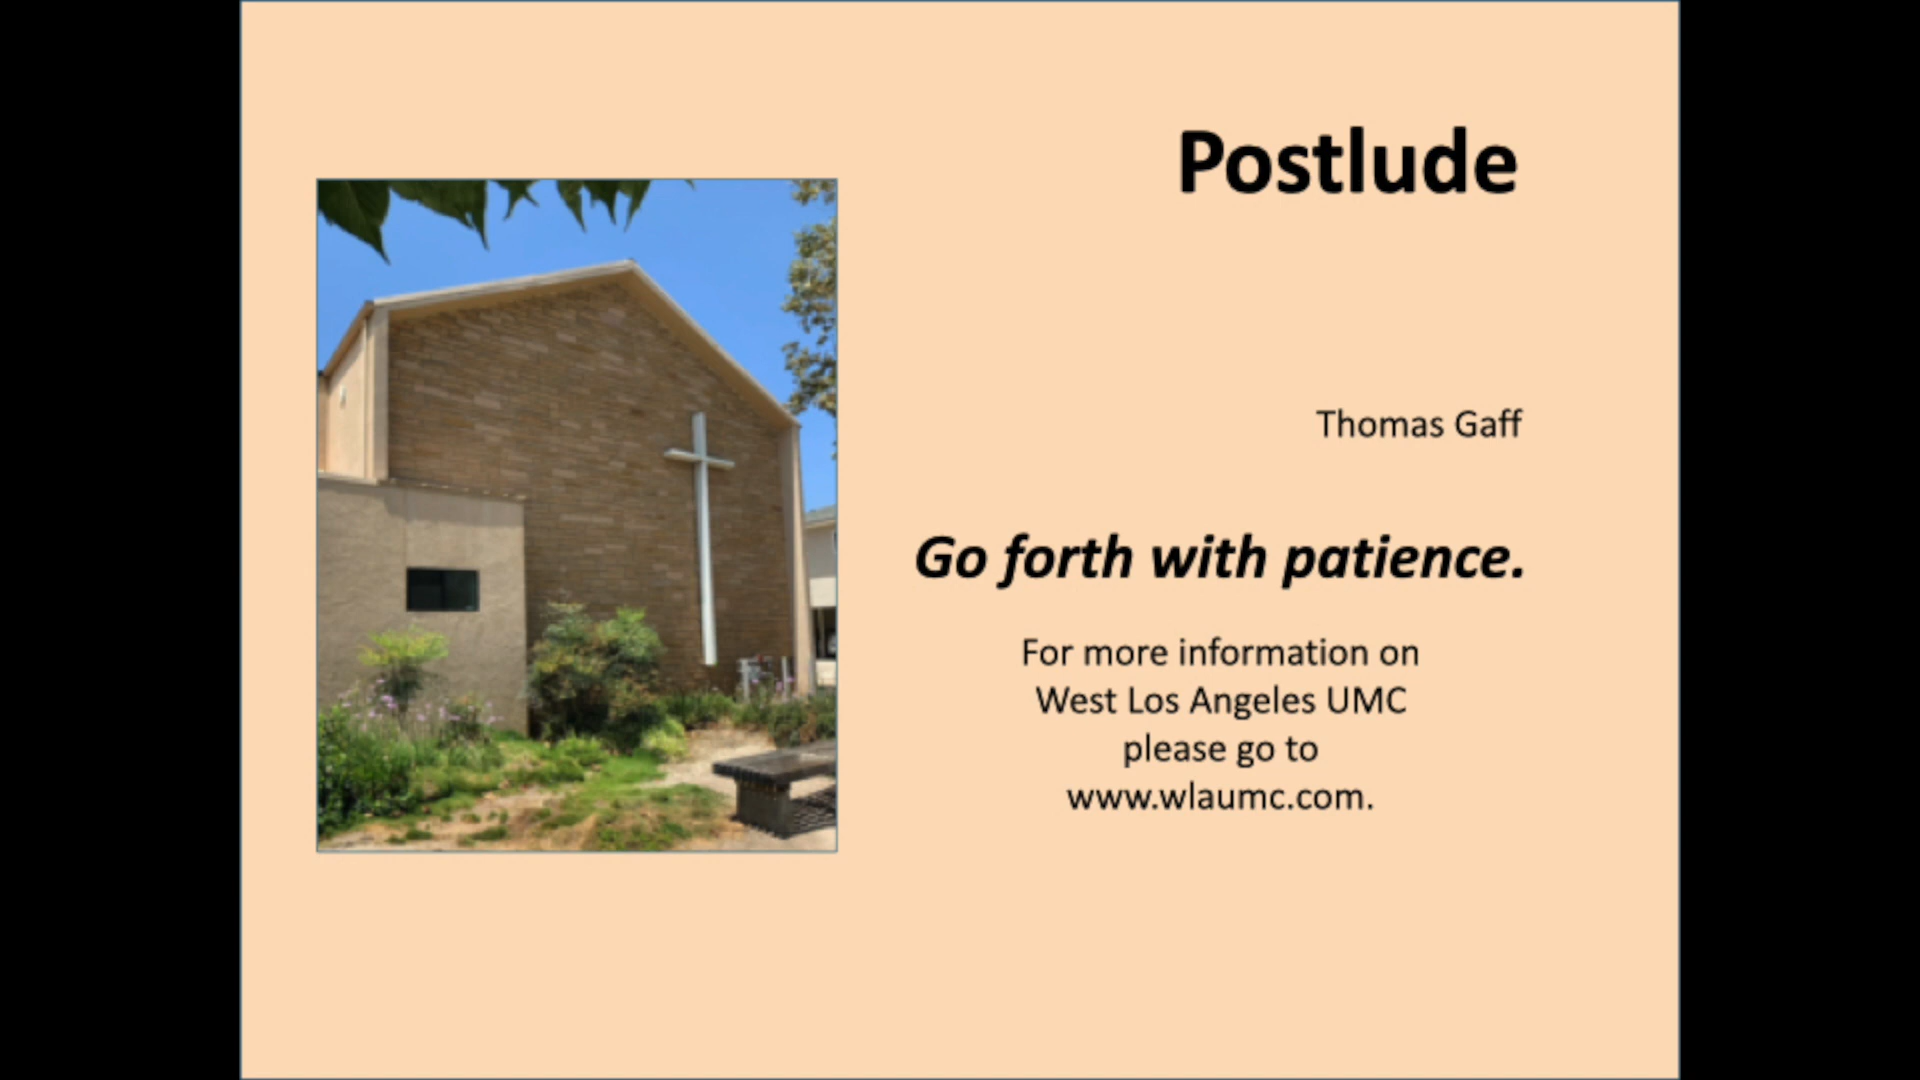 Postlude
Thomas Gaff
Go forth with patience.
For more information on
West Los Angeles UMC
please go to
www.wlaumc.com.